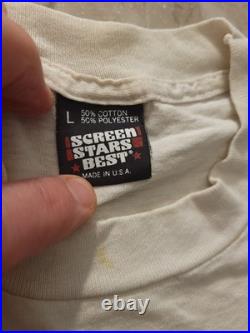 L 50% COTTON
50% POLYESTER
SCREEN
STARS
BEST®
MADE IN U.S.A.